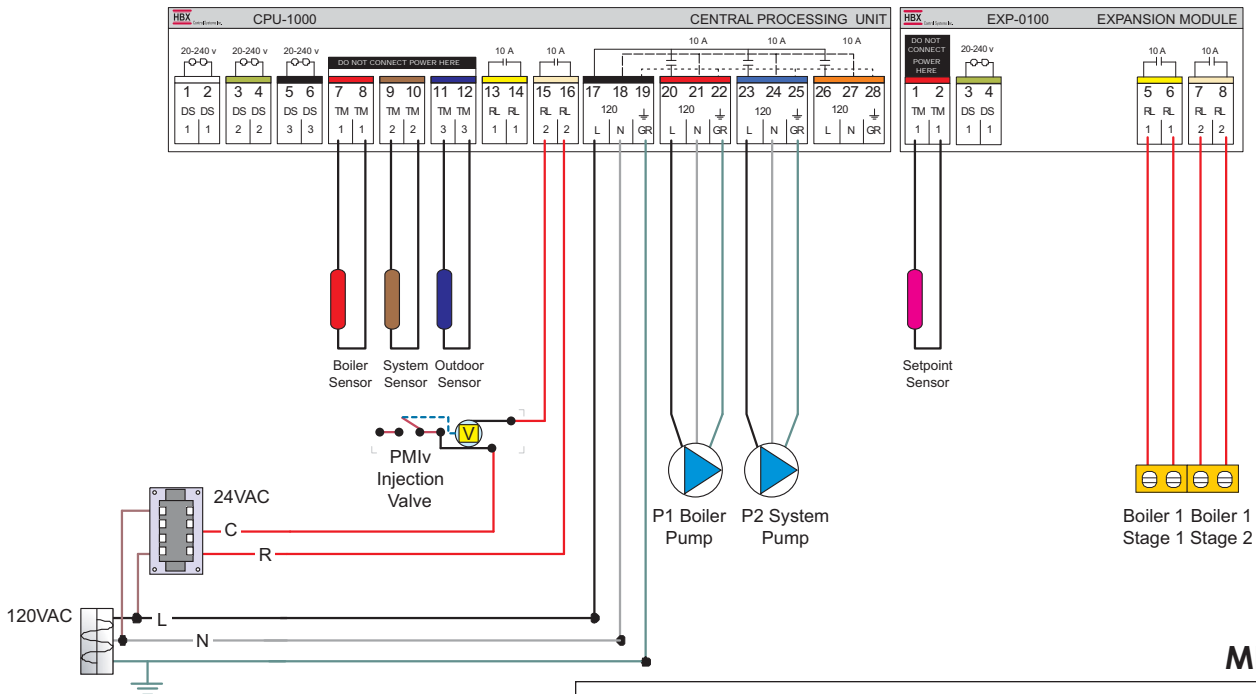 HBX CPU-1000 CENTRAL PROCESSING UNIT
20-240 v 20-240 v 20-240 v DO NOT CONNECT POWER HERE 10 A 10 A 10 A 10 A 10 A
1 2 3 4 5 6 7 8 9 10 11 12 13 14 15 16 17 18 19 20 21 22 23 24 25 26 27 28
DS DS DS DS DS DS TM TM TM TM TM TM RL RL RL RL 120 120 120 120
1 1 2 2 3 3 1 1 2 2 3 3 1 1 2 2 L N GR L N GR L N GR L N GR
HBX EXP-0100 EXPANSION MODULE
DO NOT
CONNECT
POWER
HERE
20-240 v 10 A 10 A
1 2 3 4 5 6 7 8
TM TM DS DS RL RL RL RL
1 1 1 1 1 1 2 2
Boiler
Sensor
System
Sensor
Outdoor
Sensor
Setpoint
Sensor
V
PMIv
Injection
Valve
24VAC
C
R
P1 Boiler
Pump
P2 System
Pump
Boiler 1
Stage 1
Boiler 1
Stage 2
120VAC
L
N
M